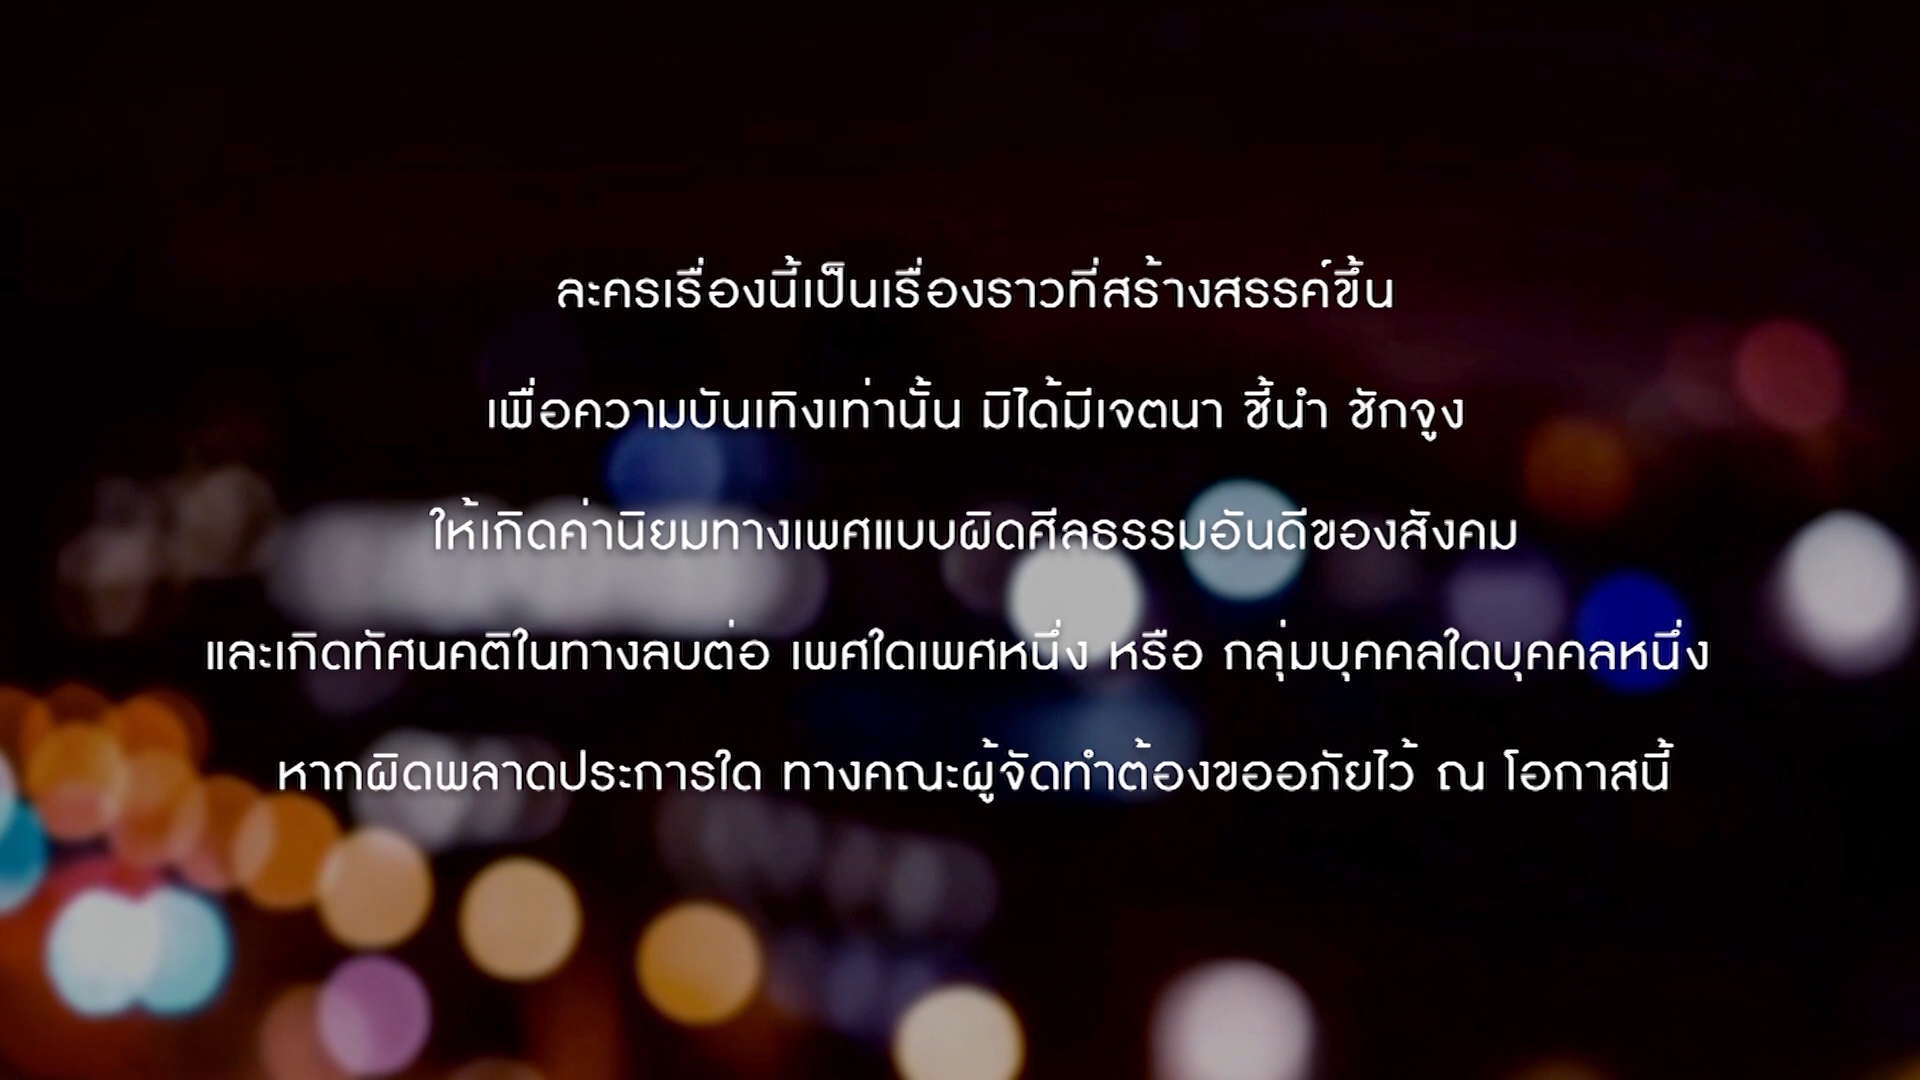 ละครเรื่องนี้เป็นเรื่องราวที่สร้างสรรค์ขึ้น
เพื่อความบันเทิงเท่านั้น มิได้มีเจตนา ชี้นำ ชักจูง
ให้เกิดค่านิยมทางเพศแบบผิดศีลธรรมอันดีของสังคม
และเกิดทัศนคติในทางลบต่อ เพศใดเพศหนึ่ง หรือ กลุ่มบุคคลใดบุคคลหนึ่ง
หากผิดพลาดประการใด ทางคณะผู้จัดทำต้องขออภัยไว้ ณ โอกาสนี้